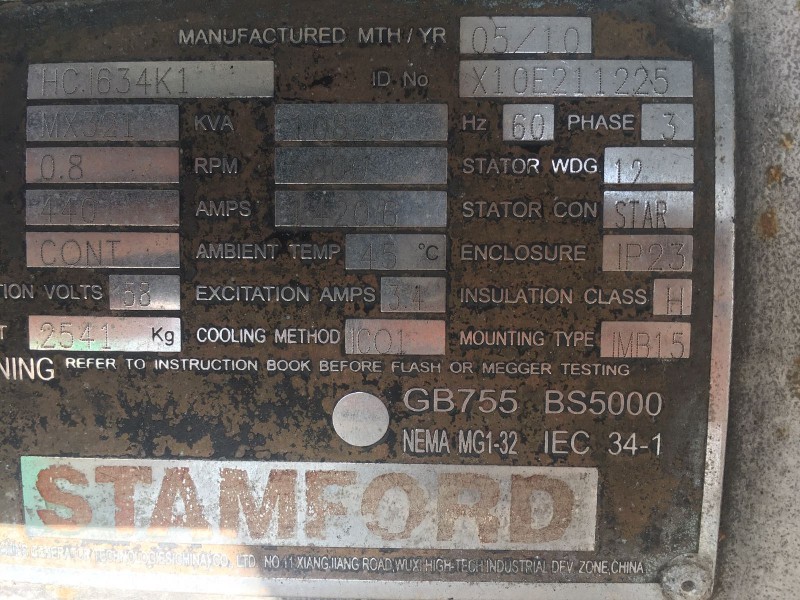 MANUFACTURED MTH/YR 05/10
HCI634K1 ID No X10E211225
MX321 KVA Hz 60 PHASE 3
0.8 RPM STATOR WDG 12
440 AMPS STATOR CON STAR
CONT AMBIENT TEMP 45 °C ENCLOSURE IP23
TION VOLTS 58 EXCITATION AMPS 3.4 INSULATION CLASS H
T 2541 Kg COOLING METHOD IC01 MOUNTING TYPE IMB15
NING REFER TO INSTRUCTION BOOK BEFORE FLASH OR MEGGER TESTING
GB755 BS5000
NEMA MG1-32 IEC 34-1
STAMFORD
LTD. NO 11 XIANGJIANG ROAD,WUXI HIGH-TECH.INDUSTRIAL DEV. ZONE,CHINA